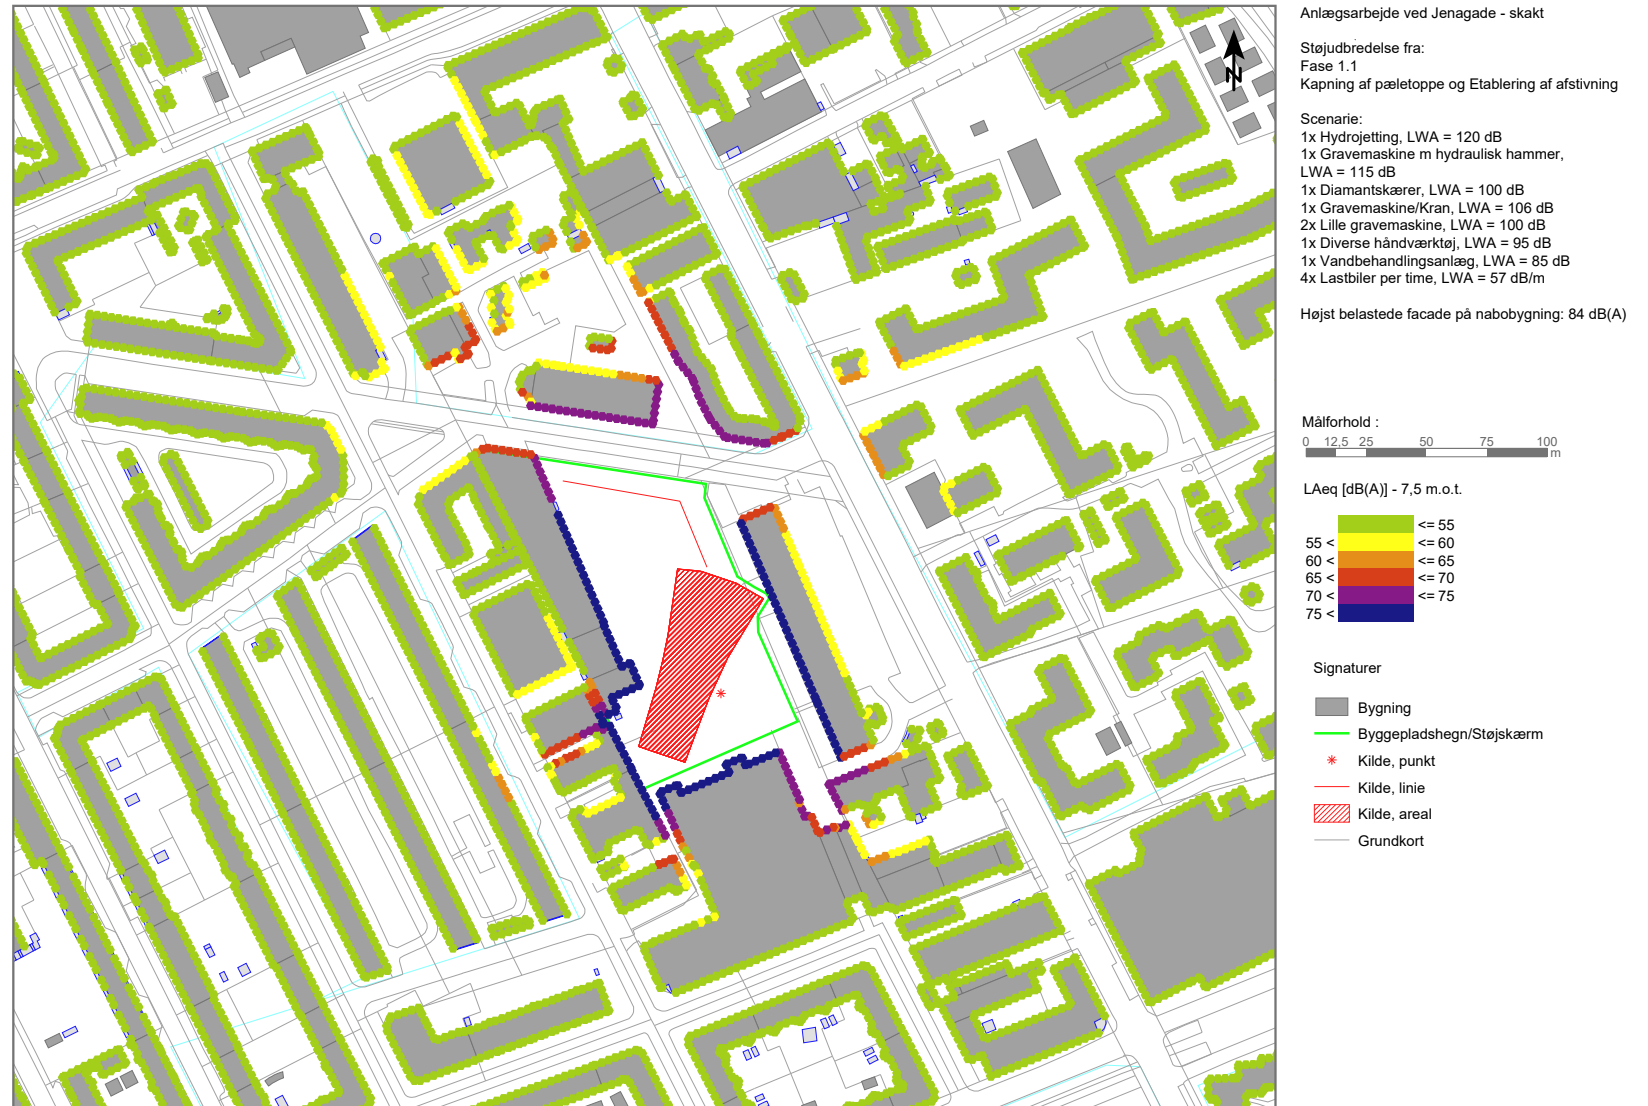 Anlægsarbejde ved Jenagade - skakt
Støjudbredelse fra:
Fase 1.1
Kapning af pæletoppe og Etablering af afstivning
Scenarie:
1x Hydrojetting, LWA = 120 dB
1x Gravemaskine m hydraulisk hammer,
LWA = 115 dB
1x Diamantskærer, LWA = 100 dB
1x Gravemaskine/Kran, LWA = 106 dB
2x Lille gravemaskine, LWA = 100 dB
1x Diverse håndværktøj, LWA = 95 dB
1x Vandbehandlingsanlæg, LWA = 85 dB
4x Lastbiler per time, LWA = 57 dB/m
Højst belastede facade på nabobygning: 84 dB(A)
N
Målforhold :
0 12,5 25 50 75 100
m
LAeq [dB(A)] - 7,5 m.o.t.
<= 55
55 < <= 60
60 < <= 65
65 < <= 70
70 < <= 75
75 <
Signaturer
Bygning
Byggepladshegn/Støjskærm
Kilde, punkt
Kilde, linie
Kilde, areal
Grundkort